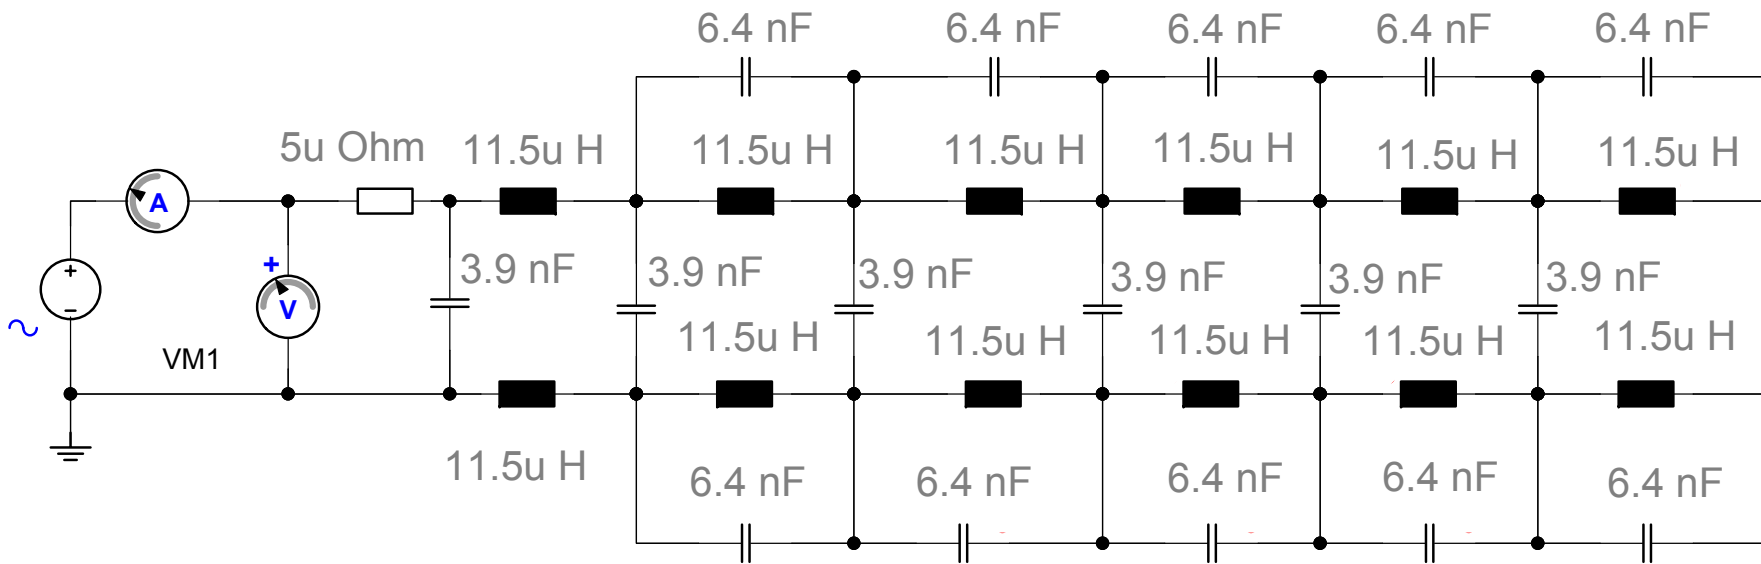 6.4 nF 6.4 nF 6.4 nF 6.4 nF 6.4 nF
5u Ohm 11.5u H 11.5u H 11.5u H 11.5u H 11.5u H 11.5u H
A
+ 3.9 nF 3.9 nF 3.9 nF 3.9 nF 3.9 nF 3.9 nF
+
V
-
~
VM1 11.5u H 11.5u H 11.5u H 11.5u H 11.5u H
11.5u H 6.4 nF 6.4 nF 6.4 nF 6.4 nF 6.4 nF